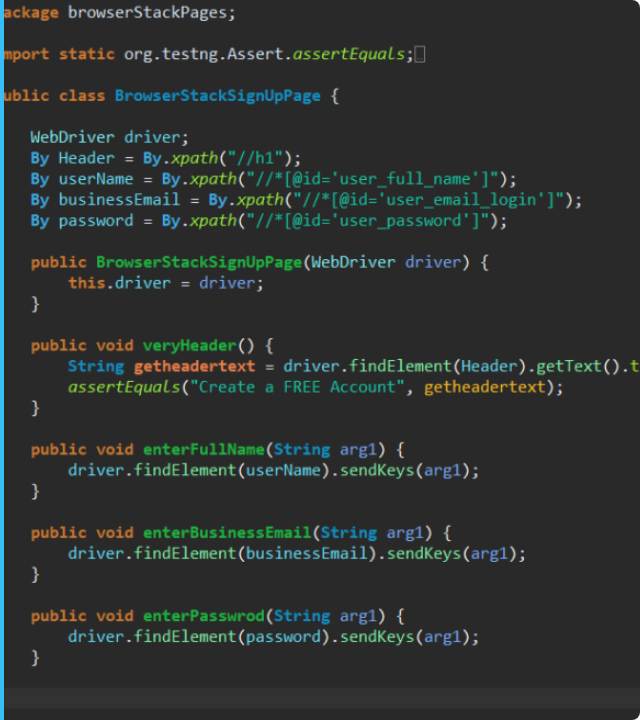 ackage browserStackPages;
mport static org.testng.Assert.assertEquals;
ublic class BrowserStackSignUpPage {
WebDriver driver;
By Header = By.xpath("//h1");
By userName = By.xpath("//*[@id='user_full_name']");
By businessEmail = By.xpath("//*[@id='user_email_login']");
By password = By.xpath("//*[@id='user_password']");
public BrowserStackSignUpPage(WebDriver driver) {
this.driver = driver;
}
public void veryHeader() {
String getheadertext = driver.findElement(Header).getText().t
assertEquals("Create a FREE Account", getheadertext);
}
public void enterFullName(String arg1) {
driver.findElement(userName).sendKeys(arg1);
}
public void enterBusinessEmail(String arg1) {
driver.findElement(businessEmail).sendKeys(arg1);
}
public void enterPasswrod(String arg1) {
driver.findElement(password).sendKeys(arg1);
}